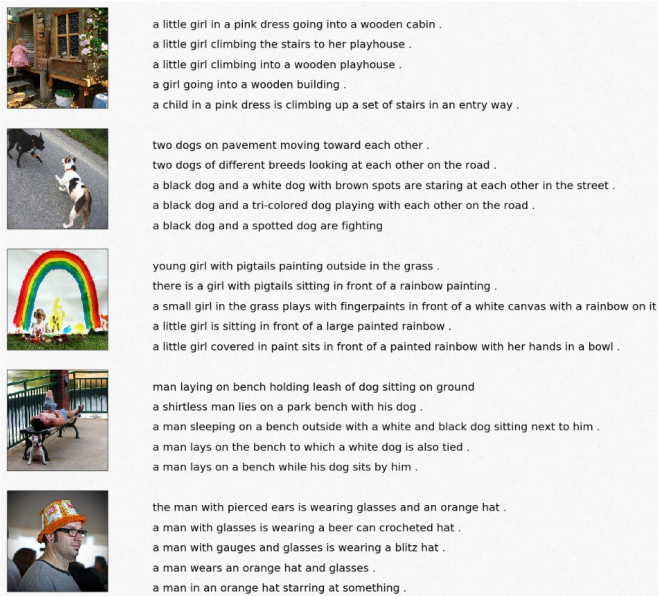 a little girl in a pink dress going into a wooden cabin .
a little girl climbing the stairs to her playhouse .
a little girl climbing into a wooden playhouse .
a girl going into a wooden building .
a child in a pink dress is climbing up a set of stairs in an entry way .
two dogs on pavement moving toward each other .
two dogs of different breeds looking at each other on the road .
a black dog and a white dog with brown spots are staring at each other in the street .
a black dog and a tri-colored dog playing with each other on the road .
a black dog and a spotted dog are fighting
young girl with pigtails painting outside in the grass .
there is a girl with pigtails sitting in front of a rainbow painting .
a small girl in the grass plays with fingerpaints in front of a white canvas with a rainbow on it
a little girl is sitting in front of a large painted rainbow .
a little girl covered in paint sits in front of a painted rainbow with her hands in a bowl .
man laying on bench holding leash of dog sitting on ground
a shirtless man lies on a park bench with his dog .
a man sleeping on a bench outside with a white and black dog sitting next to him .
a man lays on the bench to which a white dog is also tied .
a man lays on a bench while his dog sits by him .
the man with pierced ears is wearing glasses and an orange hat .
a man with glasses is wearing a beer can crocheted hat .
a man with gauges and glasses is wearing a blitz hat .
a man wears an orange hat and glasses .
a man in an orange hat starring at something .